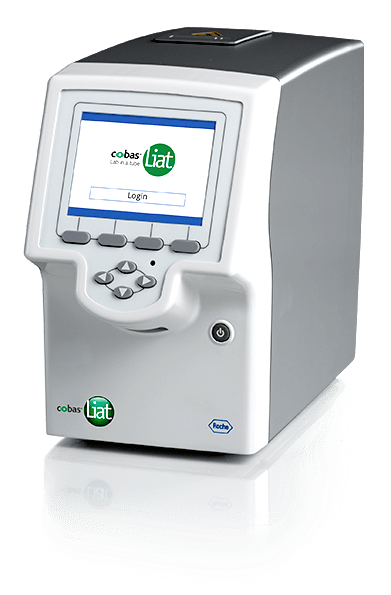 cobas®
Liat
Lab in a tube
Login
cobas®
Liat
Roche